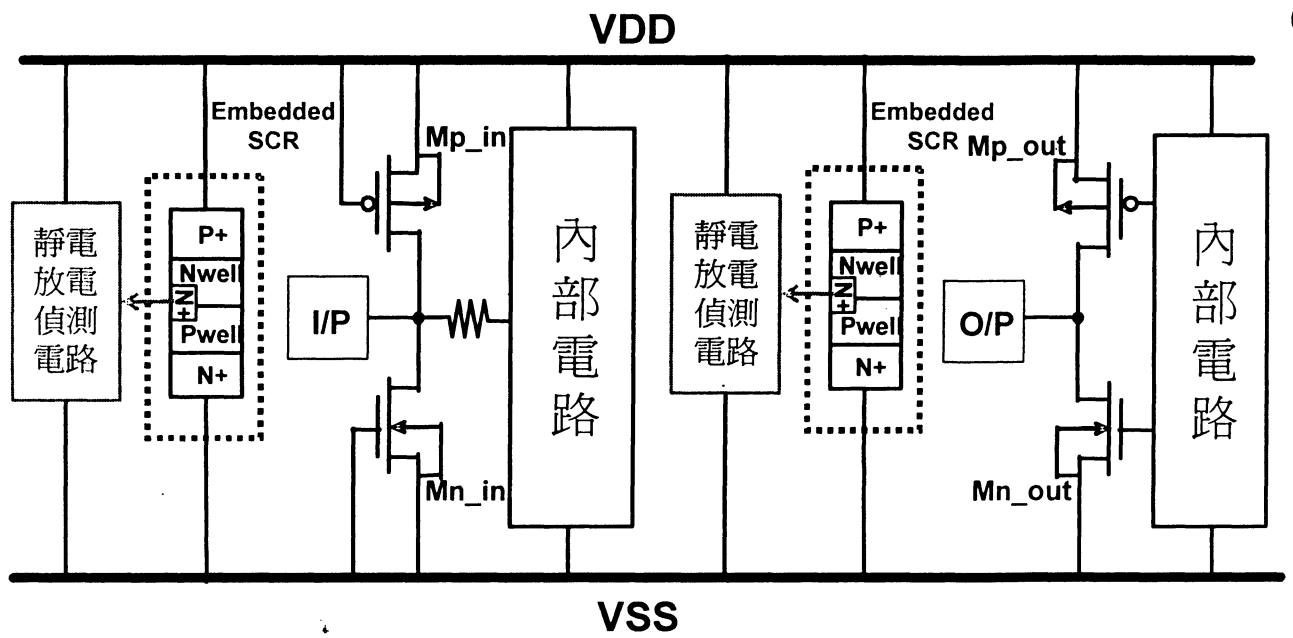 VDD
Embedded
SCR
Mp_in
靜電
放電
偵測
電路
P+
Nwell
N+
Pwell
N+
I/P
Mn_in
內
部
電
路
Embedded
SCR
Mp_out
靜電
放電
偵測
電路
P+
Nwell
N+
Pwell
N+
O/P
Mn_out
內
部
電
路
VSS